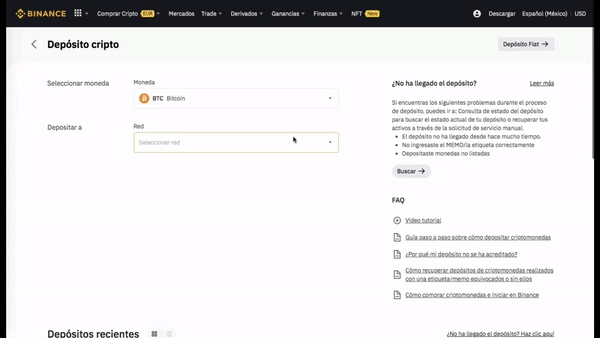 BINANCE
Comprar Cripto EUR Mercados Trade Derivados Ganancias Finanzas NFT New Descargar Español (México) | USD
Depósito cripto
Depósito Fiat →
Seleccionar moneda
Moneda
BTC Bitcoin
Depositar a
Red
Seleccionar red
¿No ha llegado el depósito?
Leer más
Si encuentras los siguientes problemas durante el proceso
de depósito, puedes ir a: Consulta de estado del depósito
para buscar el estado actual de tu depósito o recuperar tus
activos a través de la solicitud de servicio manual.
• El depósito no ha llegado desde hace mucho tiempo.
• No ingresaste el MEMO/la etiqueta correctamente
• Depositaste monedas no listadas
Buscar →
FAQ
Video tutorial
Guía paso a paso sobre cómo depositar criptomonedas
¿Por qué mi depósito no se ha acreditado?
Cómo recuperar depósitos de criptomonedas realizados
con una etiqueta/memo equivocados o sin ellos
Cómo comprar criptomonedas e iniciar en Binance
Depósitos recientes
¿No ha llegado el depósito? Haz clic aquí